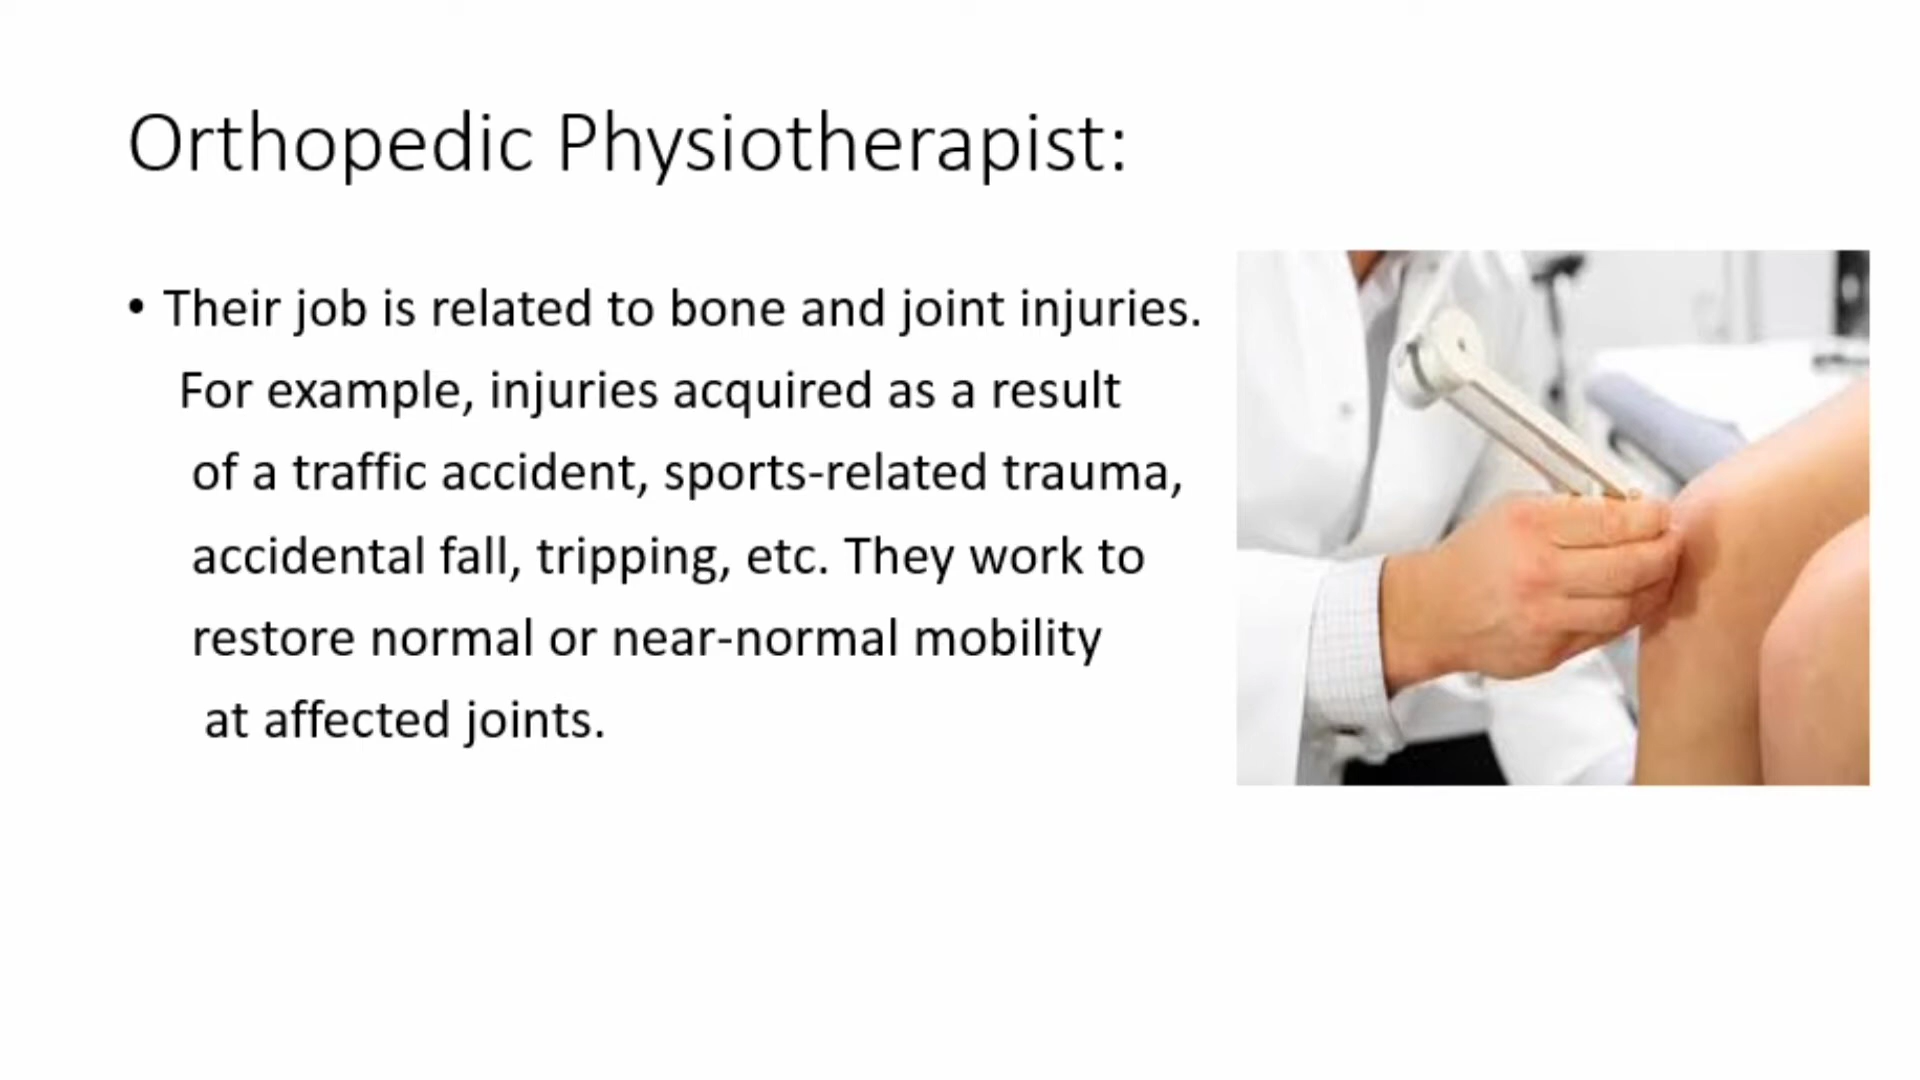 Orthopedic Physiotherapist:
• Their job is related to bone and joint injuries.
For example, injuries acquired as a result
of a traffic accident, sports-related trauma,
accidental fall, tripping, etc. They work to
restore normal or near-normal mobility
at affected joints.